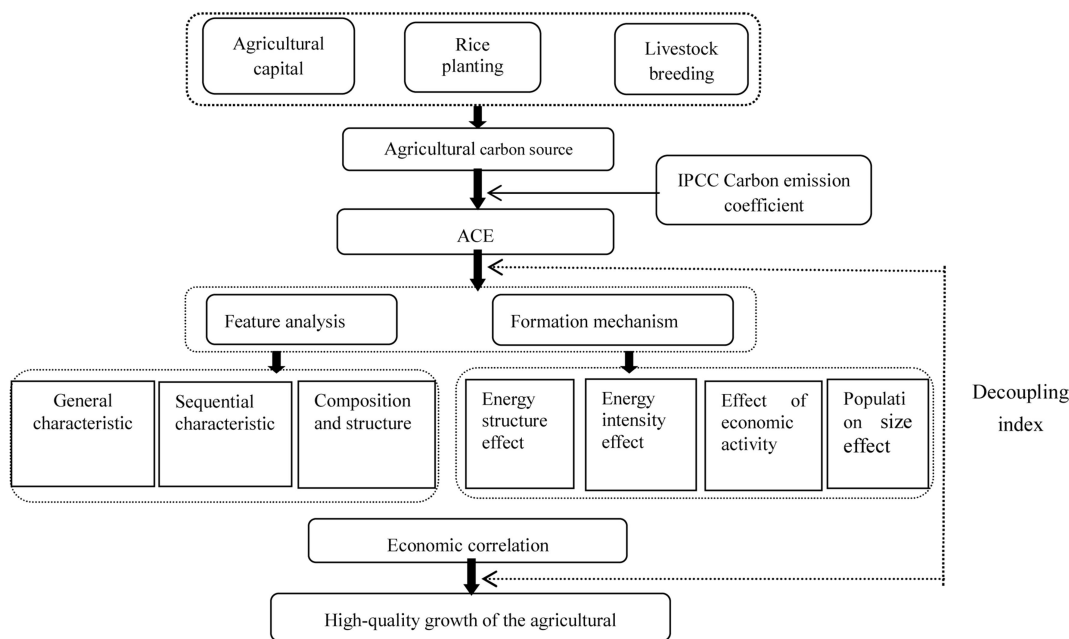 Agricultural
capital
Rice
planting
Livestock
breeding
Agricultural carbon source
IPCC Carbon emission
coefficient
ACE
Feature analysis
Formation mechanism
General
characteristic
Sequential
characteristic
Composition
and structure
Energy
structure
effect
Energy
intensity
effect
Effect of
economic
activity
Populati
on size
effect
Decoupling
index
Economic correlation
High-quality growth of the agricultural